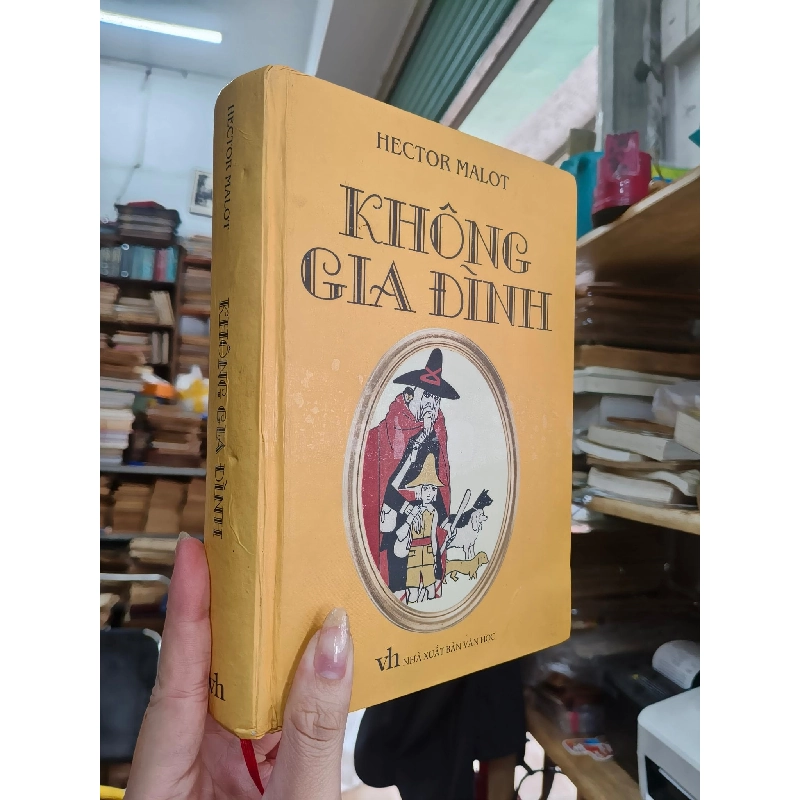 HECTOR MALOT
KHÔNG
GIA ĐÌNH
vh NHÀ XUẤT BẢN VĂN HỌC
HECTOR MALOT
KHÔNG GIA ĐÌNH
vh